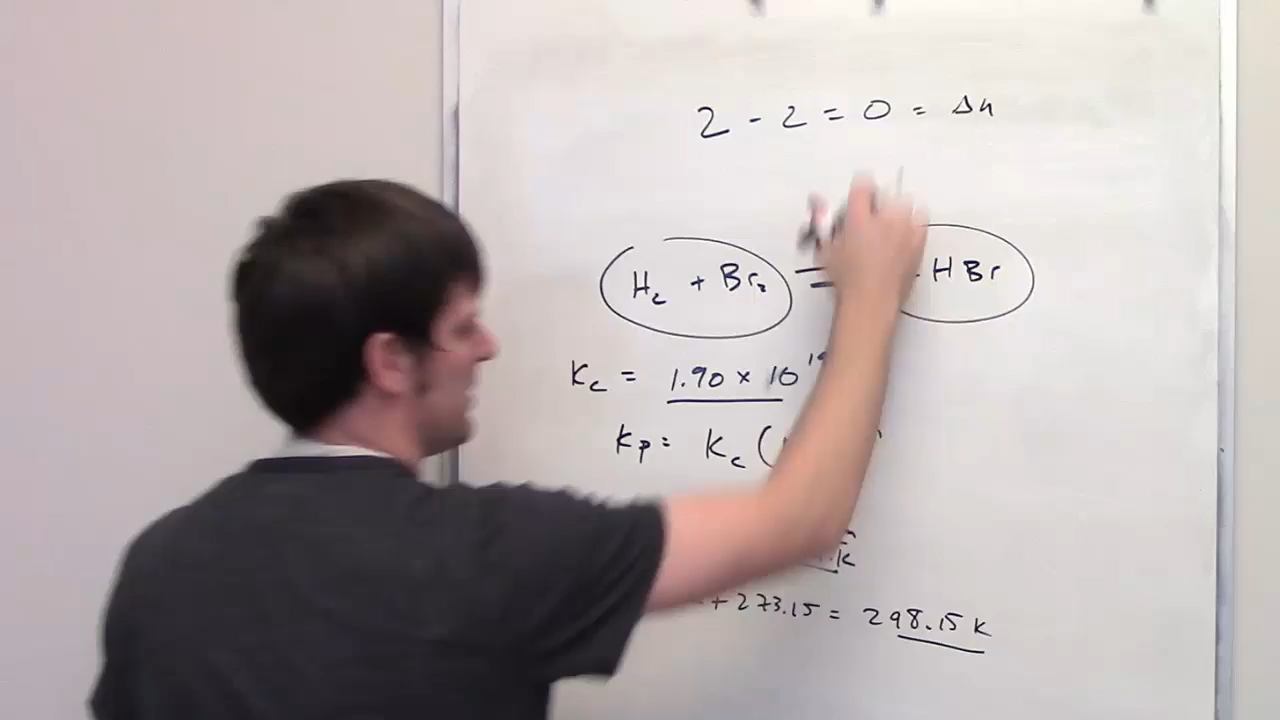 2 - 2 = 0 = Δn
H₂ + Br₂ = HBr
Kc = 1.90 × 10
Kp = Kc (
K
+ 273.15 = 298.15 K